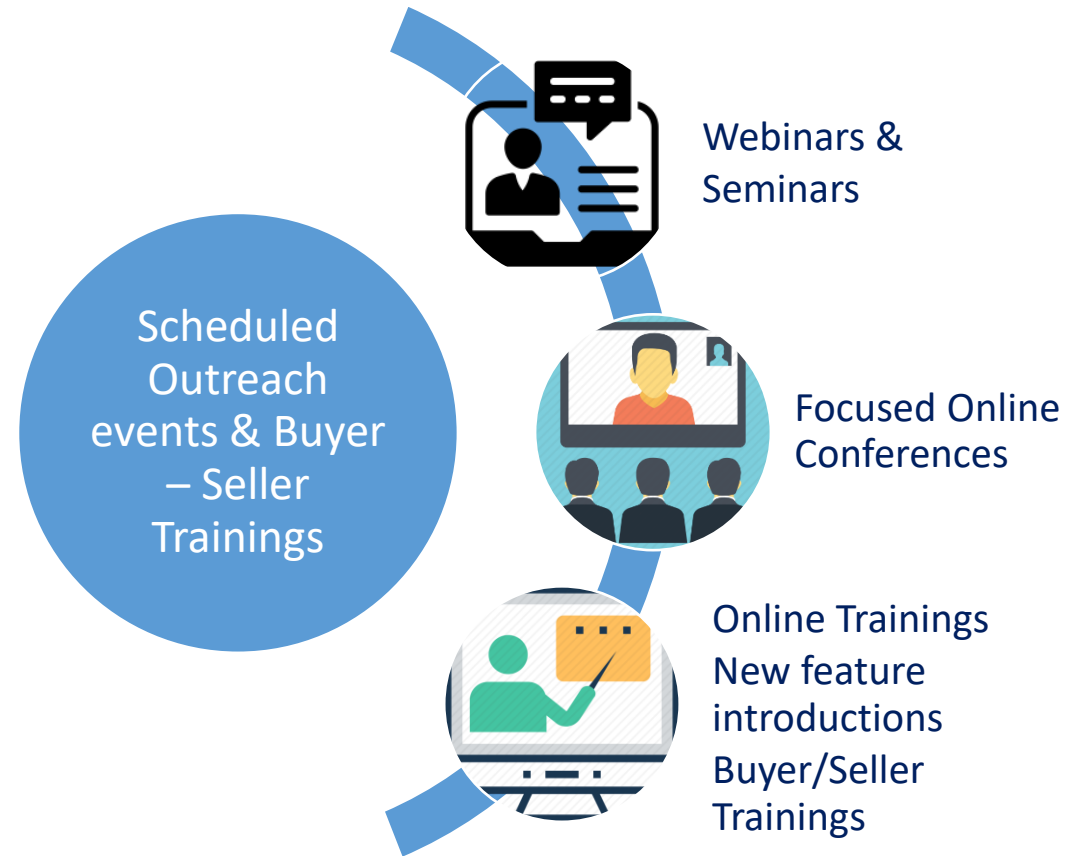 Scheduled
Outreach
events & Buyer
– Seller
Trainings
Webinars &
Seminars
Focused Online
Conferences
Online Trainings
New feature
introductions
Buyer/Seller
Trainings